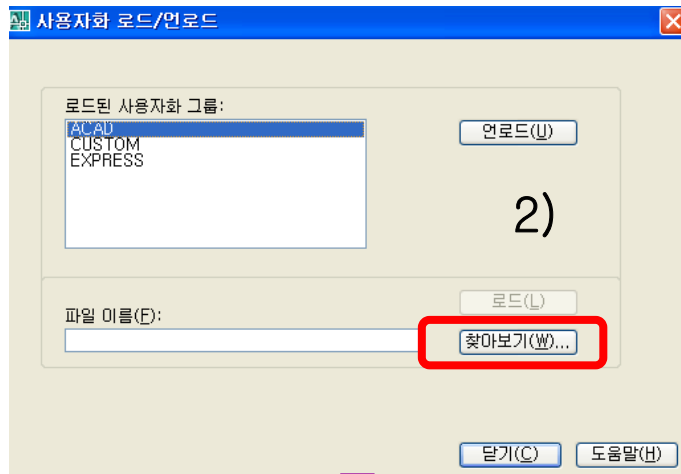 사용자화 로드/언로드
로드된 사용자화 그룹:
ACAD
CUSTOM
EXPRESS
언로드(U)
2)
로드(L)
파일 이름(F):
찾아보기(W)...
닫기(C)
도움말(H)